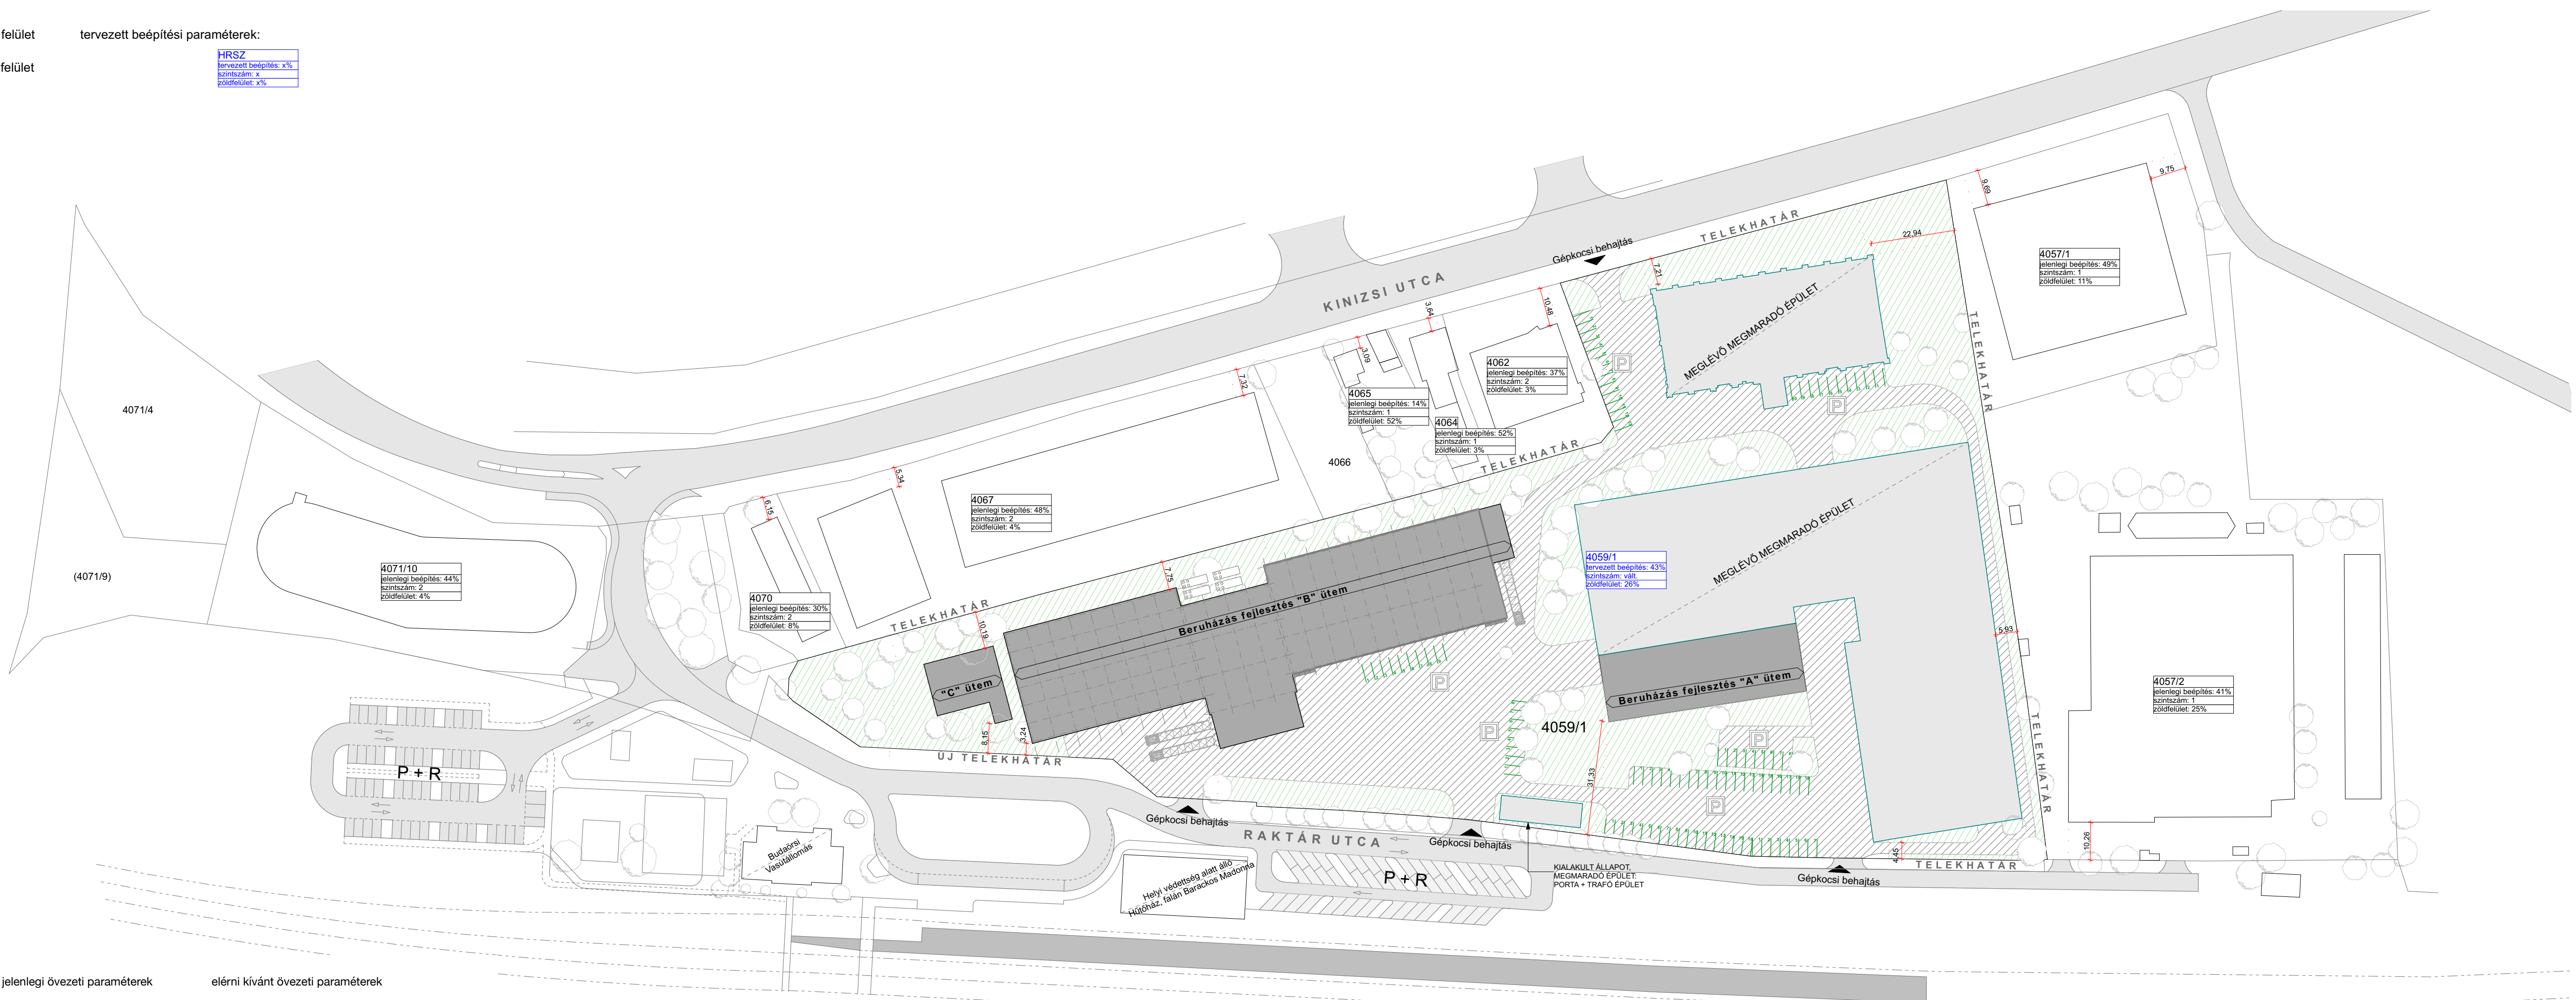 felület
tervezett beépítési paraméterek:
felület
HRSZ
tervezett beépítés: x%
szintszám: x
zöldfelület: x%
4071/4
(4071/9)
4071/10
jelenlegi beépítés: 44%
szintszám: 2
zöldfelület: 4%
4070
jelenlegi beépítés: 30%
szintszám: 2
zöldfelület: 8%
6,15
5,34
4067
jelenlegi beépítés: 48%
szintszám: 2
zöldfelület: 4%
7,32
4066
3,09
4065
jelenlegi beépítés: 14%
szintszám: 1
zöldfelület: 52%
3,64
4064
jelenlegi beépítés: 52%
szintszám: 1
zöldfelület: 3%
10,48
4062
jelenlegi beépítés: 37%
szintszám: 2
zöldfelület: 3%
KINIZSI UTCA
Gépkocsi behajtás
TELEKHATÁR
7,21
22,94
MEGLÉVŐ MEGMARADÓ ÉPÜLET
P
P
9,69
9,75
4057/1
jelenlegi beépítés: 49%
szintszám: 1
zöldfelület: 11%
TELEKHATÁR
TELEKHATÁR
TELEKHATÁR
7,75
10,19
Beruházás fejlesztés "B" ütem
"C" ütem
8,15
3,24
ÚJ TELEKHATÁR
4059/1
tervezett beépítés: 43%
szintszám: vált.
zöldfelület: 26%
MEGLÉVŐ MEGMARADÓ ÉPÜLET
Beruházás fejlesztés "A" ütem
5,93
P
P
4059/1
P
P
31,33
4057/2
jelenlegi beépítés: 41%
szintszám: 1
zöldfelület: 25%
TELEKHATÁR
10,26
4,45
TELEKHATÁR
P + R
Gépkocsi behajtás
RAKTÁR UTCA
Gépkocsi behajtás
Gépkocsi behajtás
Budaörsi
Vasútállomás
Helyi védettség alatt álló
Hűtőház, falán Barackos Madonna
P + R
KIALAKULT ÁLLAPOT,
MEGMARADÓ ÉPÜLET:
PORTA + TRAFÓ ÉPÜLET
jelenlegi övezeti paraméterek
elérni kívánt övezeti paraméterek